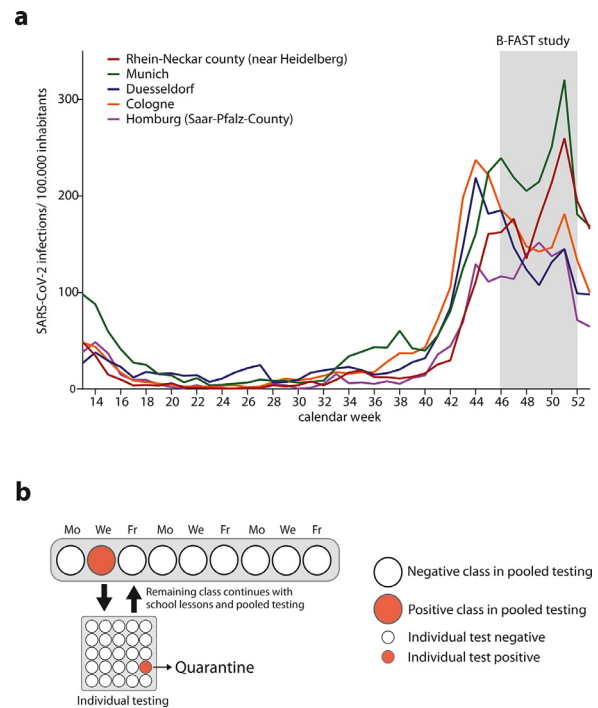 a
B-FAST study
Rhein-Neckar county (near Heidelberg)
Munich
Duesseldorf
Cologne
Homburg (Saar-Pfalz-County)
SARS-CoV-2 infections/ 100.000 inhabitants
300
200
100
0
14 16 18 20 22 24 26 28 30 32 34 36 38 40 42 44 46 48 50 52
calendar week
b
Mo We Fr Mo We Fr Mo We Fr
Remaining class continues with
school lessons and pooled testing
Quarantine
Individual testing
Negative class in pooled testing
Positive class in pooled testing
Individual test negative
Individual test positive